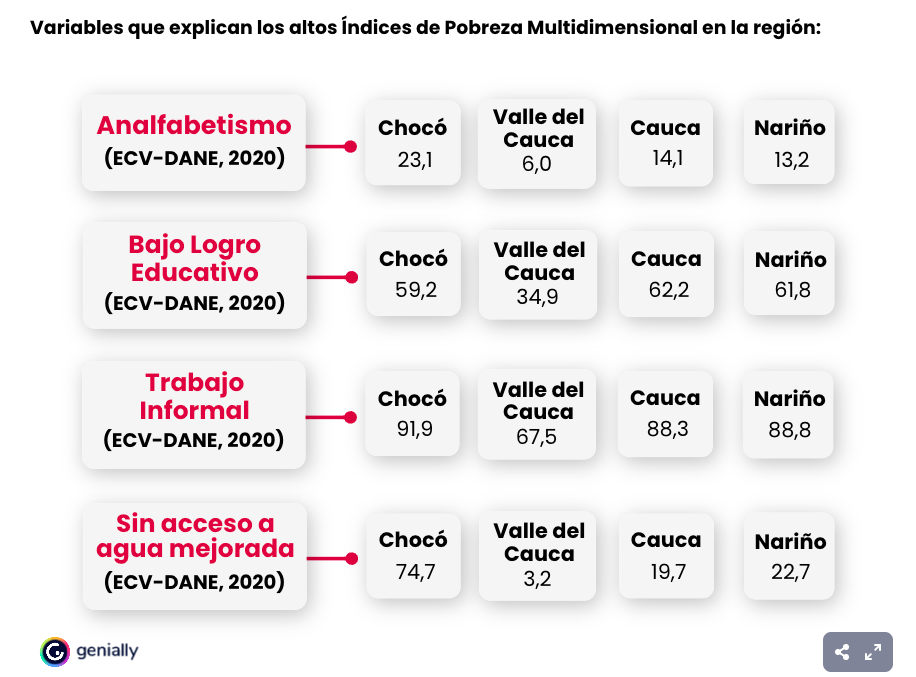 Variables que explican los altos Índices de Pobreza Multidimensional en la región:
Analfabetismo
(ECV-DANE, 2020)
Chocó
23,1
Valle del
Cauca
6,0
Cauca
14,1
Nariño
13,2
Bajo Logro
Educativo
(ECV-DANE, 2020)
Chocó
59,2
Valle del
Cauca
34,9
Cauca
62,2
Nariño
61,8
Trabajo
Informal
(ECV-DANE, 2020)
Chocó
91,9
Valle del
Cauca
67,5
Cauca
88,3
Nariño
88,8
Sin acceso a
agua mejorada
(ECV-DANE, 2020)
Chocó
74,7
Valle del
Cauca
3,2
Cauca
19,7
Nariño
22,7
genially